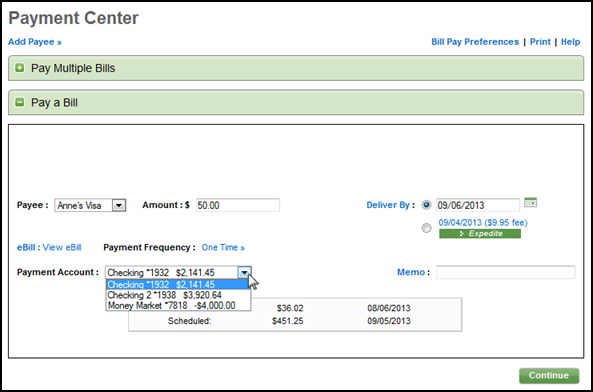 Payment Center
Add Payee » Bill Pay Preferences | Print | Help
Pay Multiple Bills
Pay a Bill
Payee : Anne's Visa Amount : $ 50.00 Deliver By : 09/06/2013
09/04/2013 ($9.95 fee)
Expedite
eBill : View eBill Payment Frequency : One Time »
Payment Account : Checking *1932 $2,141.45 Memo :
Checking *1932 $2,141.45
Checking 2 *1938 $3,920.64
Money Market *7818 -$4,000.00
$36.02 08/06/2013
Scheduled: $451.25 09/05/2013
Continue